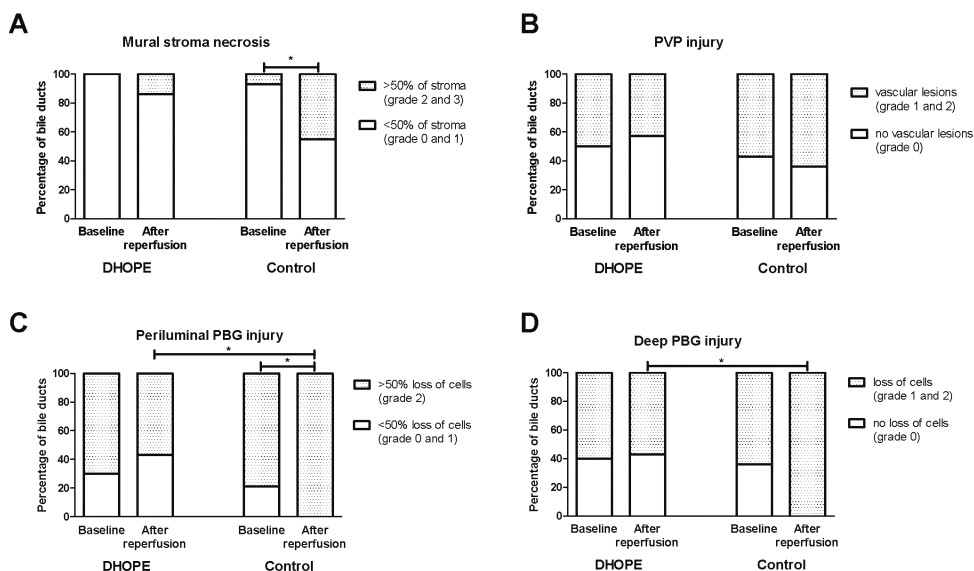 A
Mural stroma necrosis
*
Percentage of bile ducts
100
80
60
40
20
0
Baseline
After
reperfusion
Baseline
After
reperfusion
DHOPE
Control
>50% of stroma
(grade 2 and 3)
<50% of stroma
(grade 0 and 1)
B
PVP injury
Percentage of bile ducts
100
80
60
40
20
0
Baseline
After
reperfusion
Baseline
After
reperfusion
DHOPE
Control
vascular lesions
(grade 1 and 2)
no vascular lesions
(grade 0)
C
Periluminal PBG injury
*
*
Percentage of bile ducts
100
80
60
40
20
0
Baseline
After
reperfusion
Baseline
After
reperfusion
DHOPE
Control
>50% loss of cells
(grade 2)
<50% loss of cells
(grade 0 and 1)
D
Deep PBG injury
*
Percentage of bile ducts
100
80
60
40
20
0
Baseline
After
reperfusion
Baseline
After
reperfusion
DHOPE
Control
loss of cells
(grade 1 and 2)
no loss of cells
(grade 0)